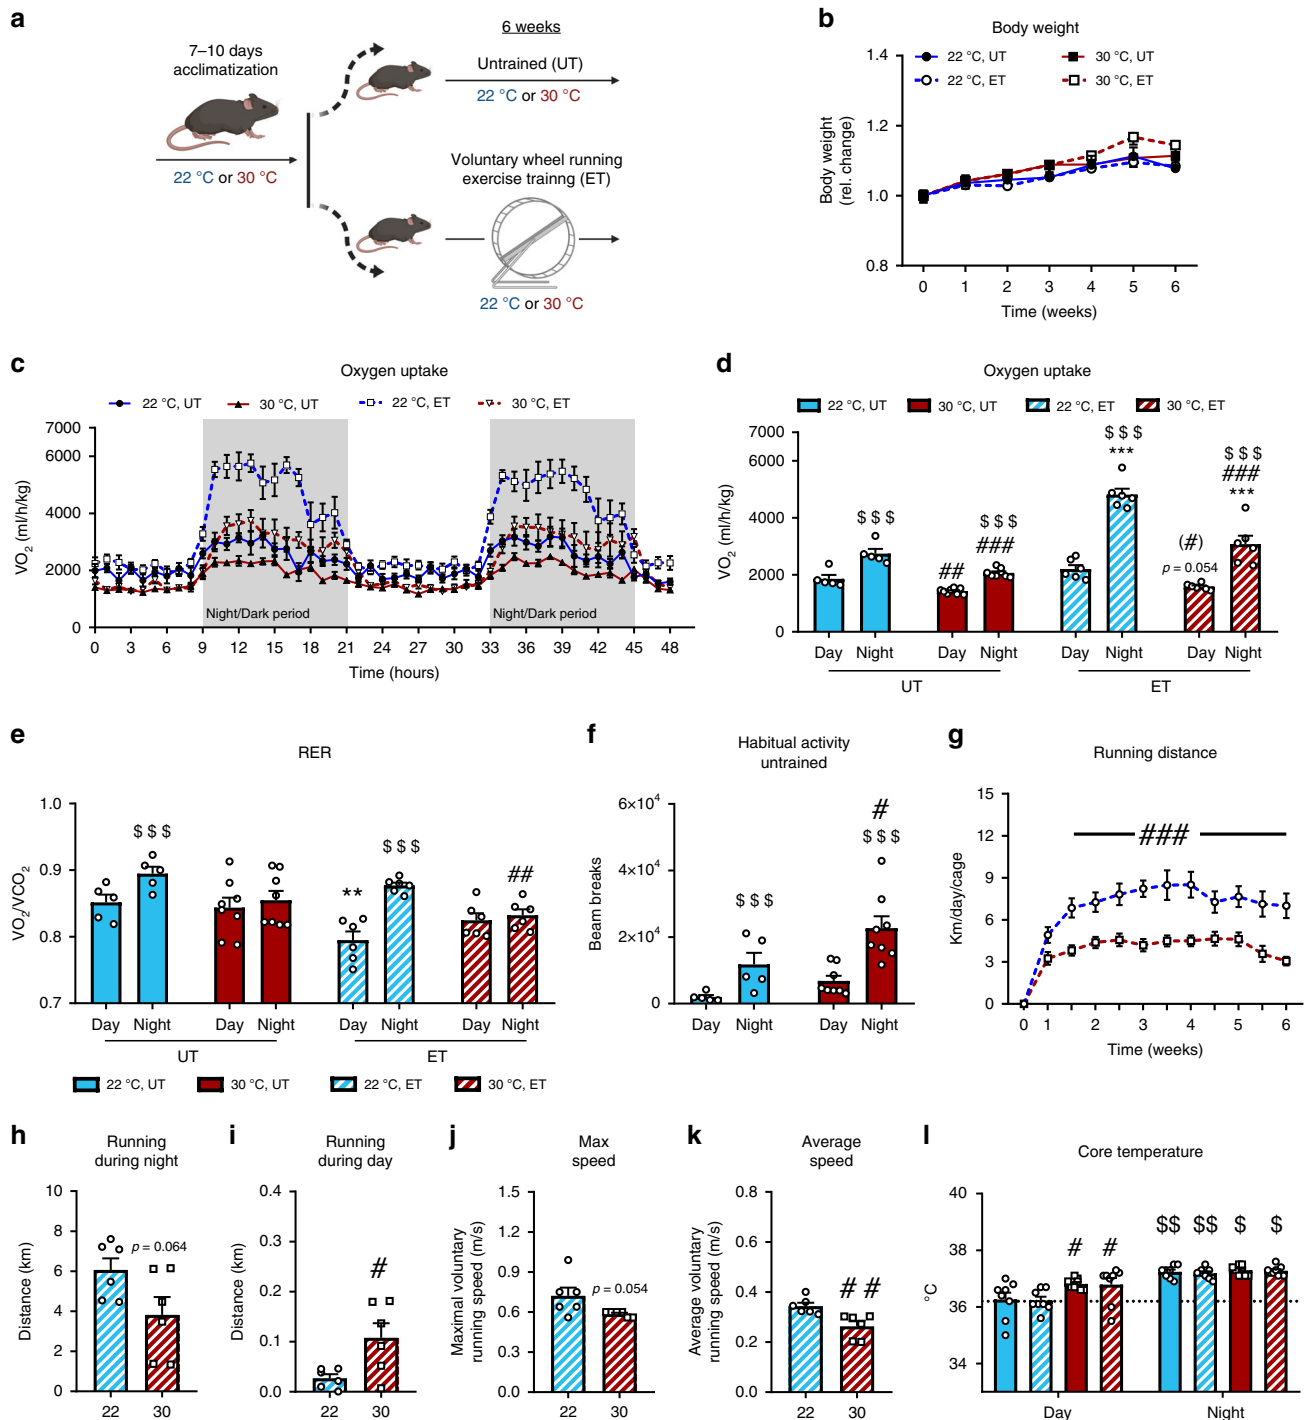 a
7–10 days
acclimatization
22 °C or 30 °C
6 weeks
Untrained (UT)
22 °C or 30 °C
Voluntary wheel running
exercise trainng (ET)
22 °C or 30 °C
b
Body weight
22 °C, UT
30 °C, UT
22 °C, ET
30 °C, ET
Body weight
(rel. change)
1.4
1.2
1.0
0.8
0 1 2 3 4 5 6
Time (weeks)
c
Oxygen uptake
22 °C, UT
30 °C, UT
22 °C, ET
30 °C, ET
VO2 (ml/h/kg)
7000
6000
4000
2000
0
Night/Dark period
Night/Dark period
0 3 6 9 12 15 18 21 24 27 30 33 36 39 42 45 48
Time (hours)
d
Oxygen uptake
22 °C, UT
30 °C, UT
22 °C, ET
30 °C, ET
VO2 (ml/h/kg)
7000
6000
4000
2000
0
$ $ $
##
$ $ $
###
$ $ $
***
(#)
p = 0.054
$ $ $
###
***
Day Night Day Night Day Night Day Night
UT
ET
e
RER
VO2/VCO2
1.0
0.9
0.8
0.7
$ $ $
**
$ $ $
##
Day Night Day Night Day Night Day Night
UT
ET
22 °C, UT
30 °C, UT
22 °C, ET
30 °C, ET
f
Habitual activity
untrained
Beam breaks
6×10^4
4×10^4
2×10^4
0
$ $ $
#
$ $ $
Day Night Day Night
g
Running distance
Km/day/cage
15
12
9
6
3
0
###
0 1 2 3 4 5 6
Time (weeks)
h
Running
during night
Distance (km)
10
8
6
4
2
0
p = 0.064
22 30
i
Running
during day
Distance (km)
0.4
0.3
0.2
0.1
0.0
#
22 30
j
Max
speed
Maximal voluntary
running speed (m/s)
1.5
1.2
0.9
0.6
0.3
0.0
p = 0.054
22 30
k
Average
speed
Average voluntary
running speed (m/s)
0.8
0.6
0.4
0.2
0.0
# #
22 30
l
Core temperature
°C
40
38
36
34
# #
$$ $$ $ $
Day Night